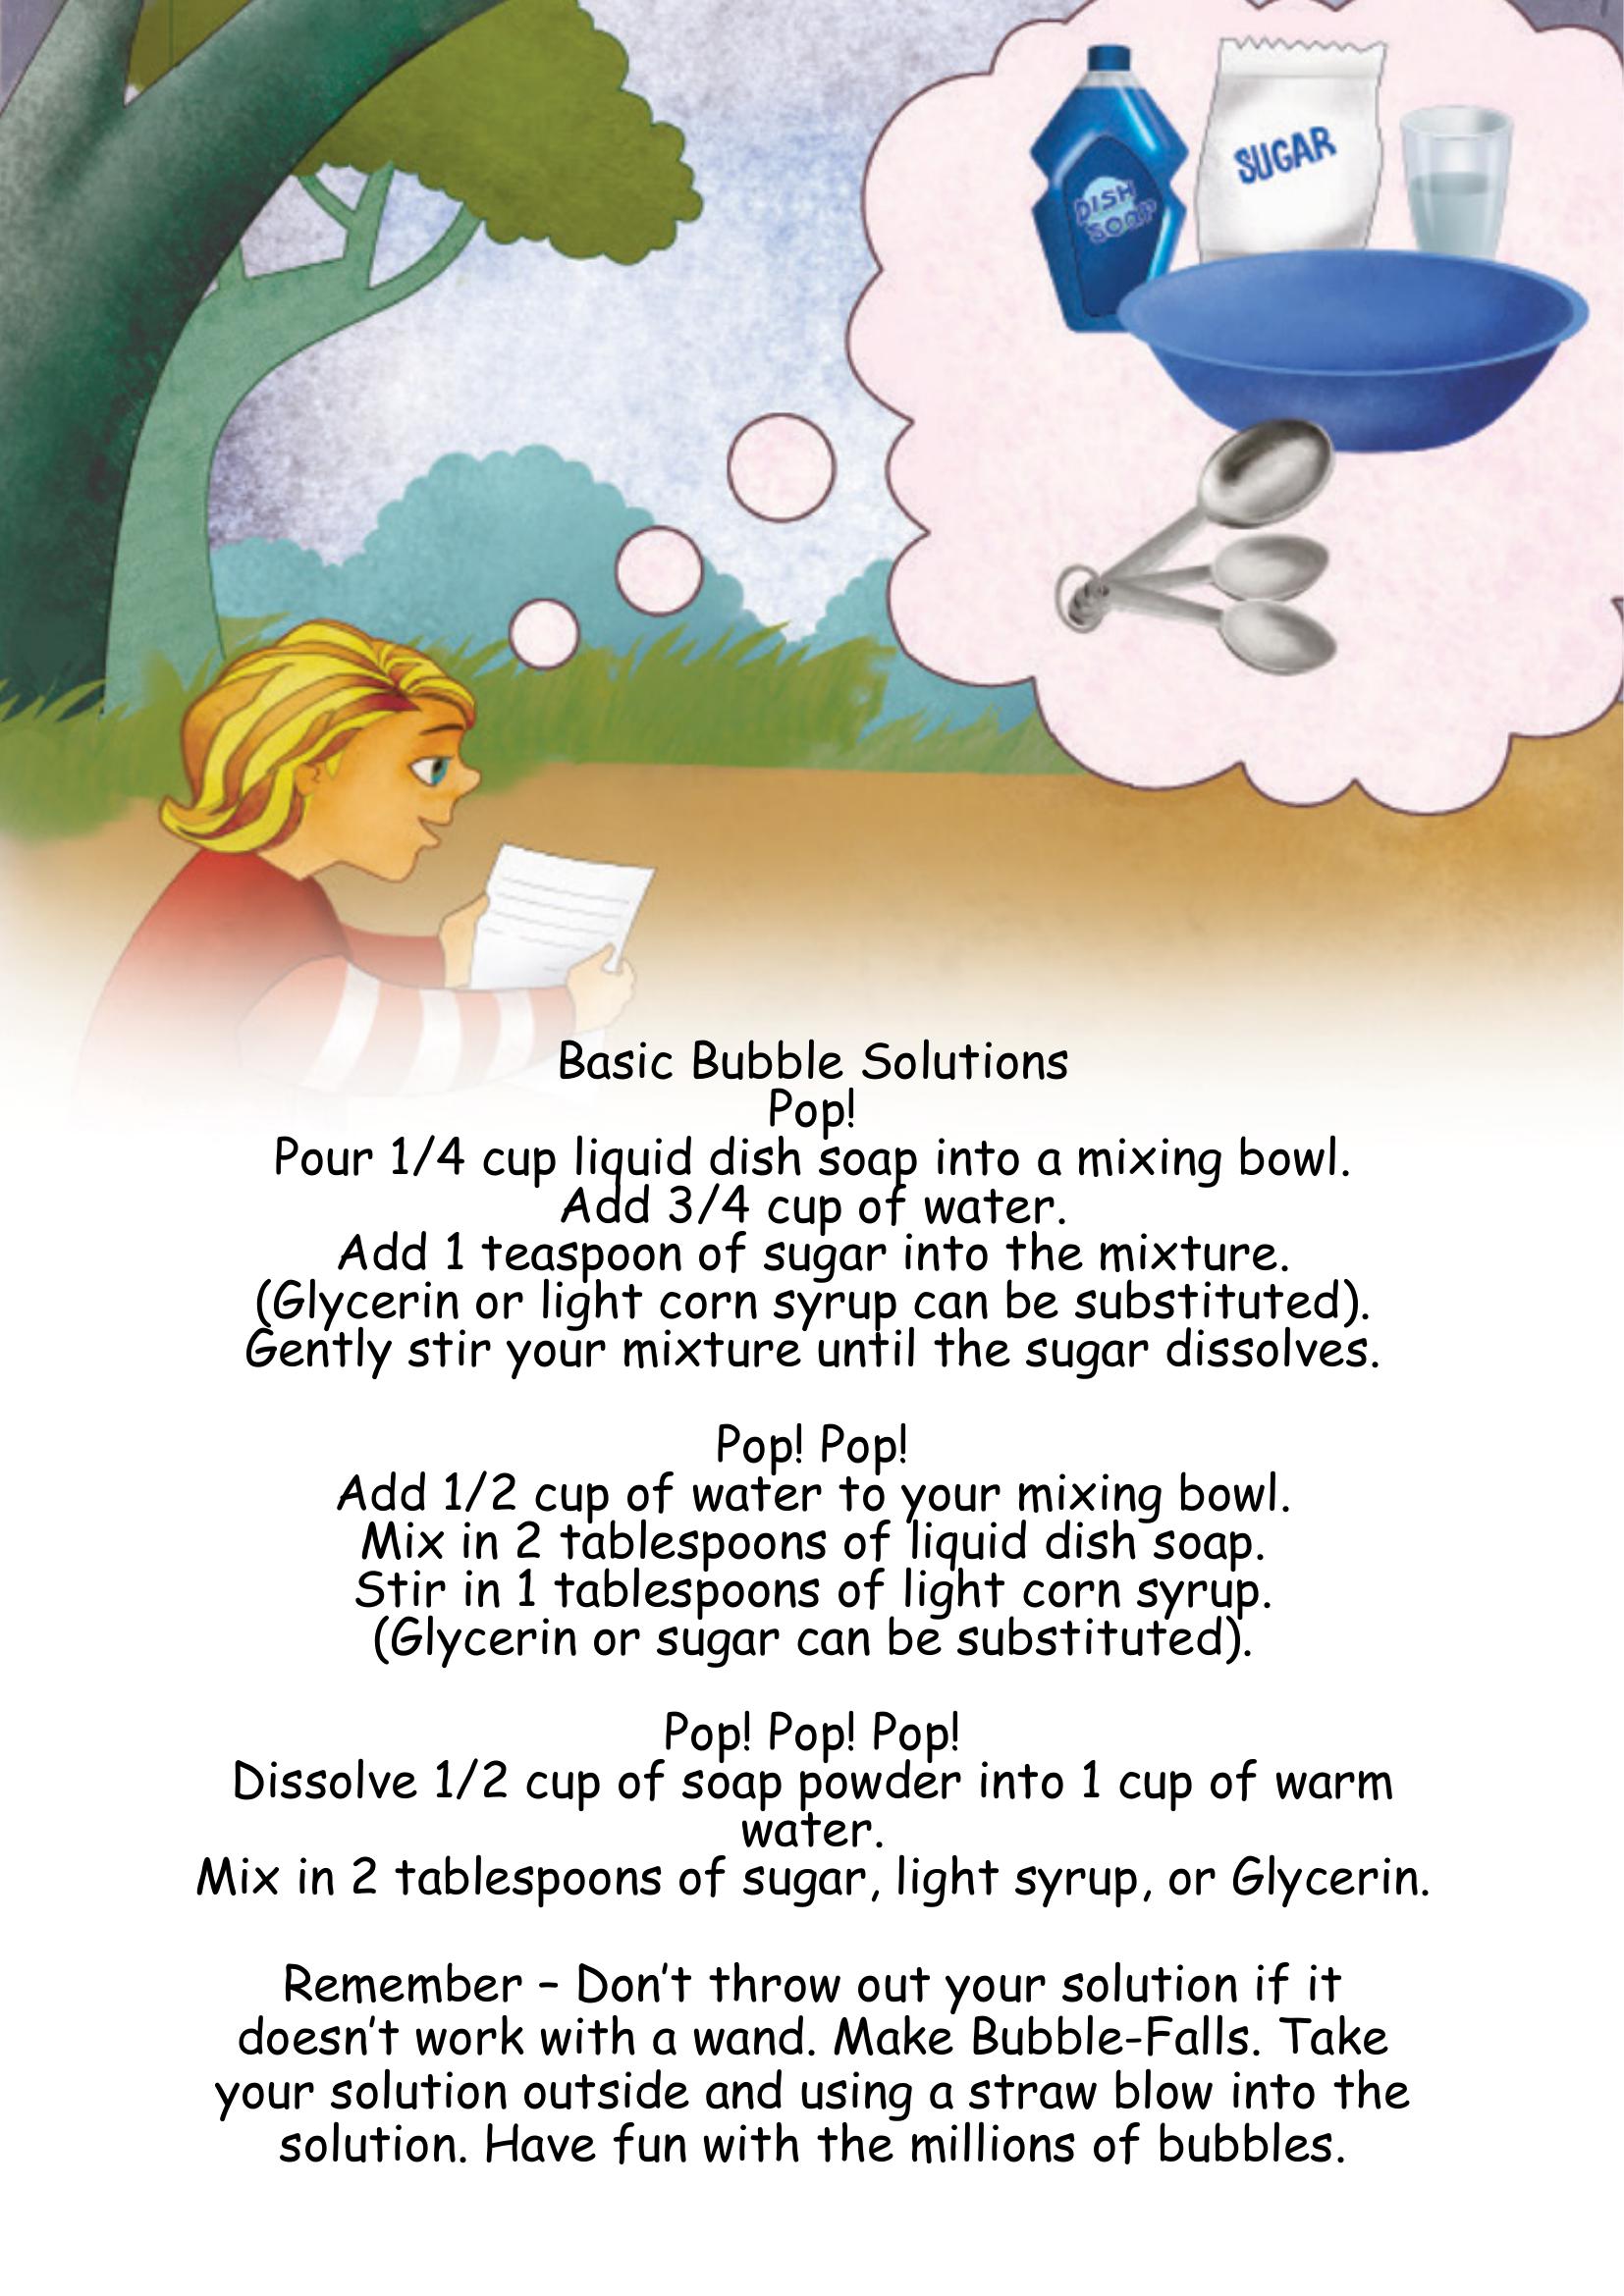 DISH
SOAP
SUGAR
Basic Bubble Solutions
Pop!
Pour 1/4 cup liquid dish soap into a mixing bowl.
Add 3/4 cup of water.
Add 1 teaspoon of sugar into the mixture.
(Glycerin or light corn syrup can be substituted).
Gently stir your mixture until the sugar dissolves.
Pop! Pop!
Add 1/2 cup of water to your mixing bowl.
Mix in 2 tablespoons of liquid dish soap.
Stir in 1 tablespoons of light corn syrup.
(Glycerin or sugar can be substituted).
Pop! Pop! Pop!
Dissolve 1/2 cup of soap powder into 1 cup of warm
water.
Mix in 2 tablespoons of sugar, light syrup, or Glycerin.
Remember – Don't throw out your solution if it
doesn't work with a wand. Make Bubble-Falls. Take
your solution outside and using a straw blow into the
solution. Have fun with the millions of bubbles.